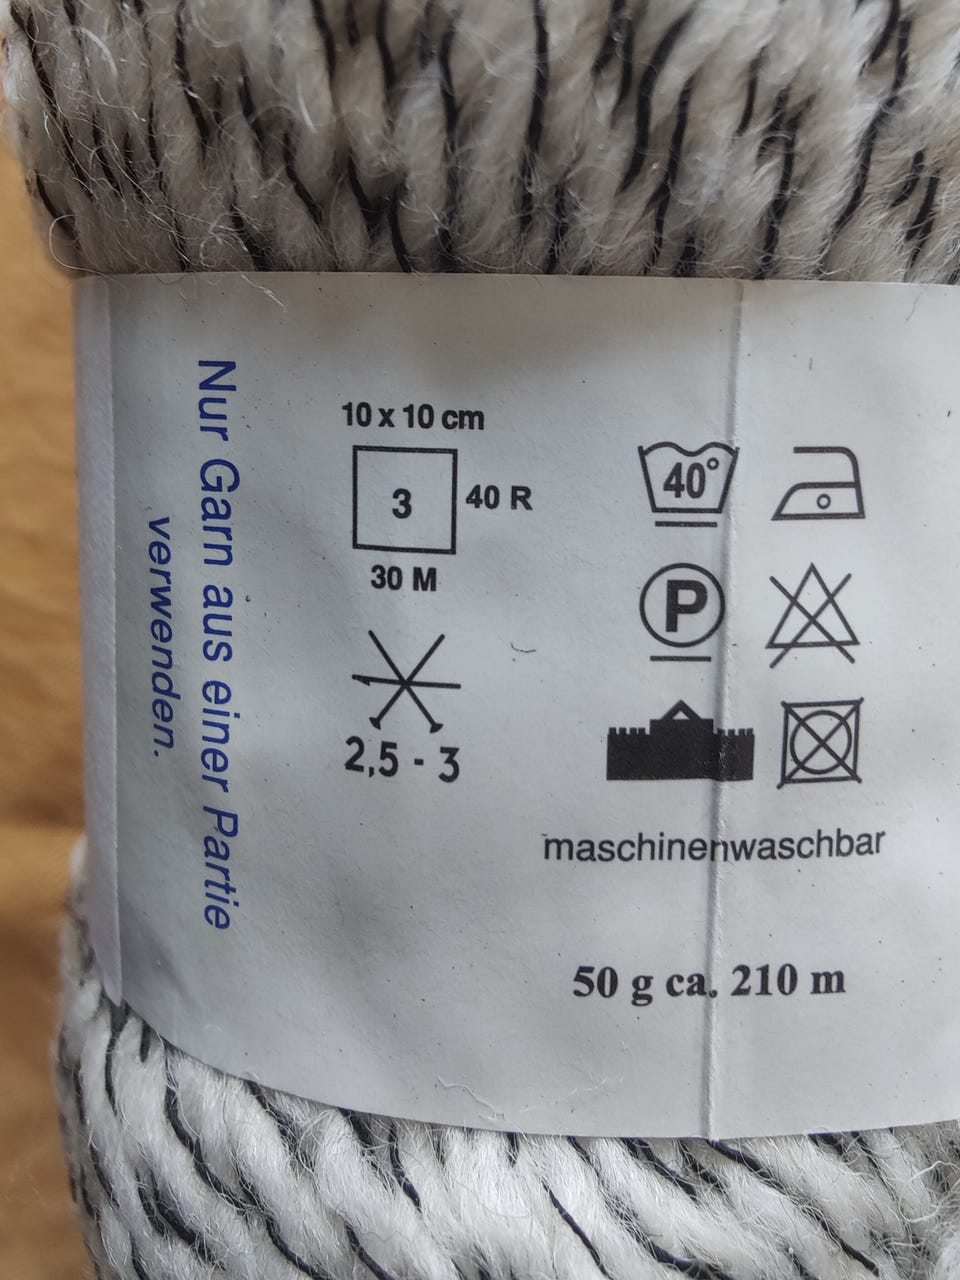 Nur Garn aus einer Partie
verwenden.
10 x 10 cm
3
40 R
30 M
2,5 - 3
40°
P
maschinenwaschbar
50 g ca. 210 m